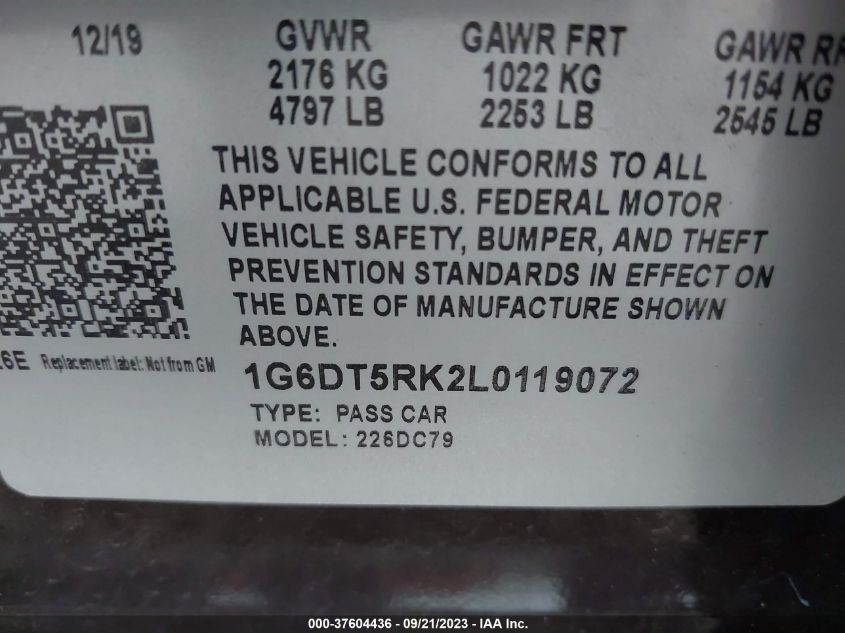 12/19 GVWR GAWR FRT GAWR RR
2176 KG 1022 KG 1154 KG
4797 LB 2253 LB 2545 LB
THIS VEHICLE CONFORMS TO ALL
APPLICABLE U.S. FEDERAL MOTOR
VEHICLE SAFETY, BUMPER, AND THEFT
PREVENTION STANDARDS IN EFFECT ON
THE DATE OF MANUFACTURE SHOWN
ABOVE.
6E Replacement label: Not from GM
1G6DT5RK2L0119072
TYPE: PASS CAR
MODEL: 226DC79
000-37604436 - 09/21/2023 - IAA Inc.